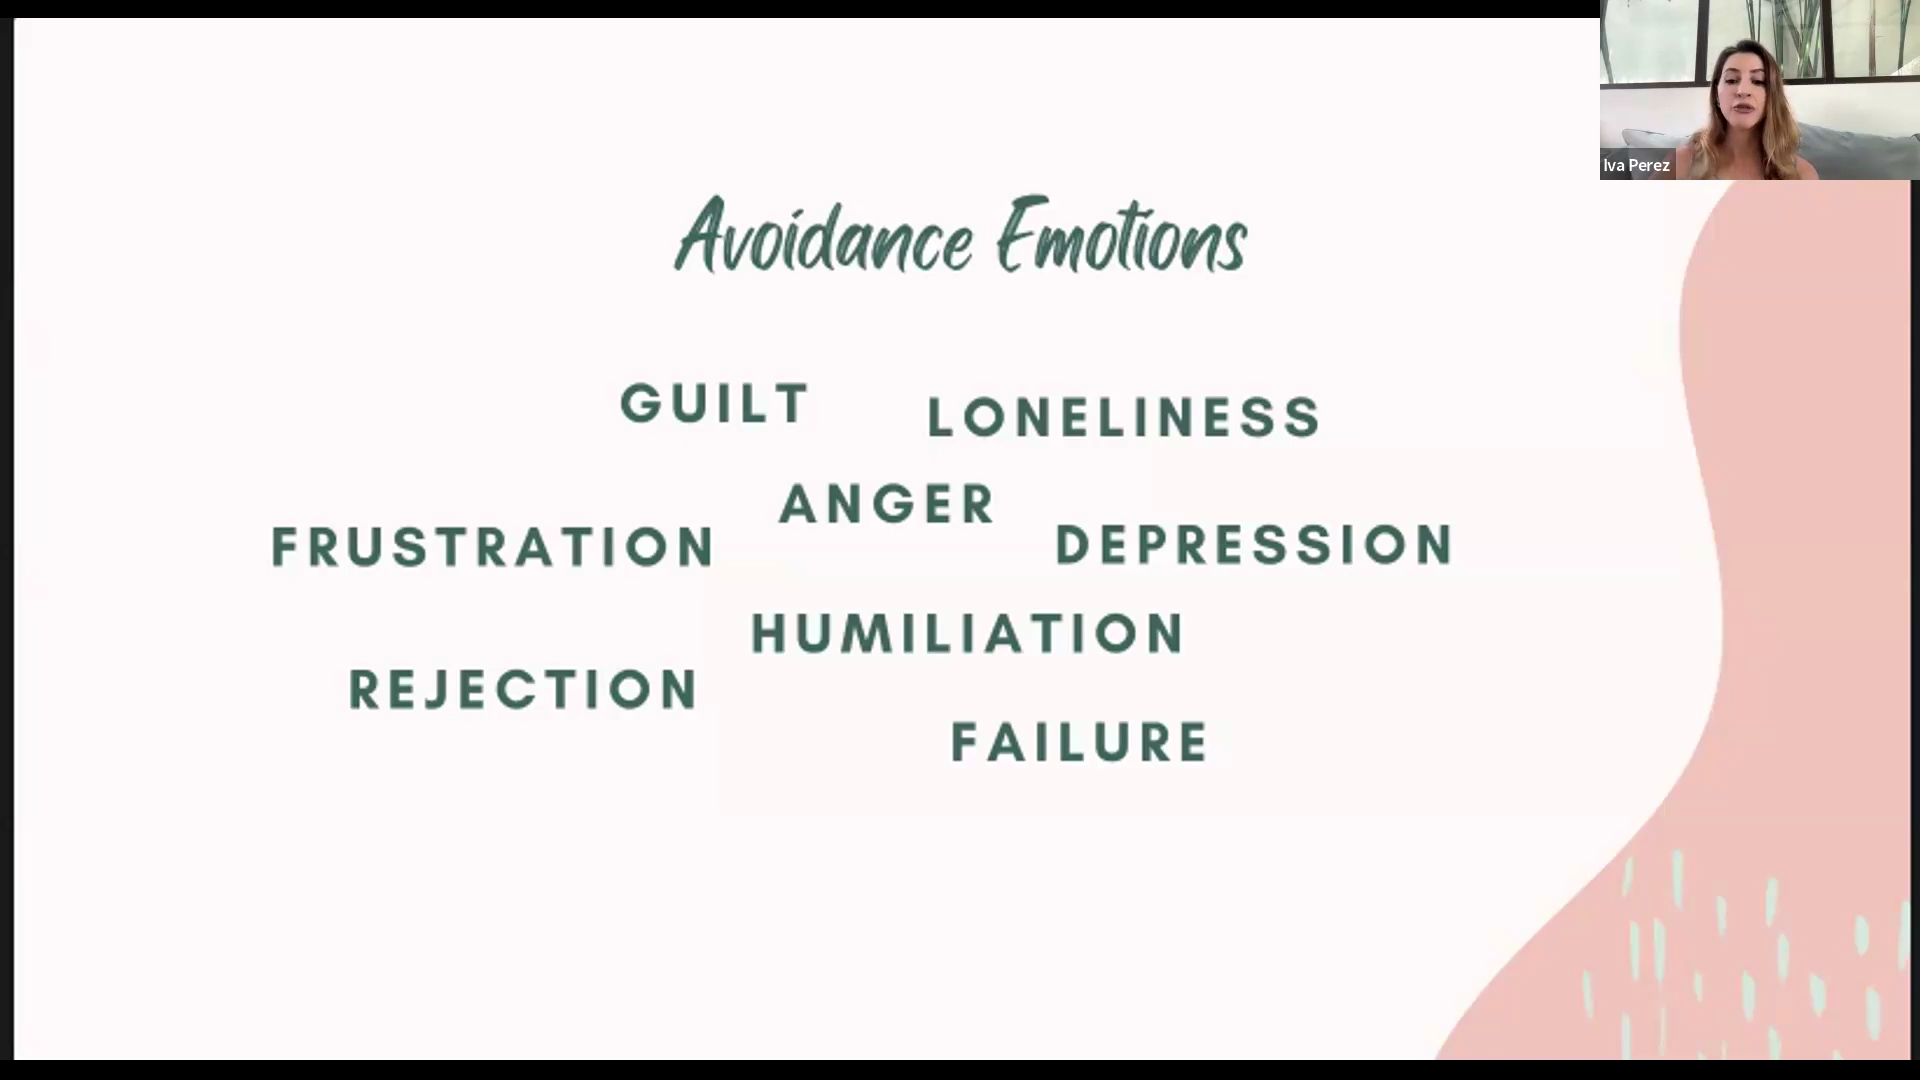 Iva Perez
Avoidance Emotions
GUILT
LONELINESS
ANGER
FRUSTRATION
DEPRESSION
HUMILIATION
REJECTION
FAILURE